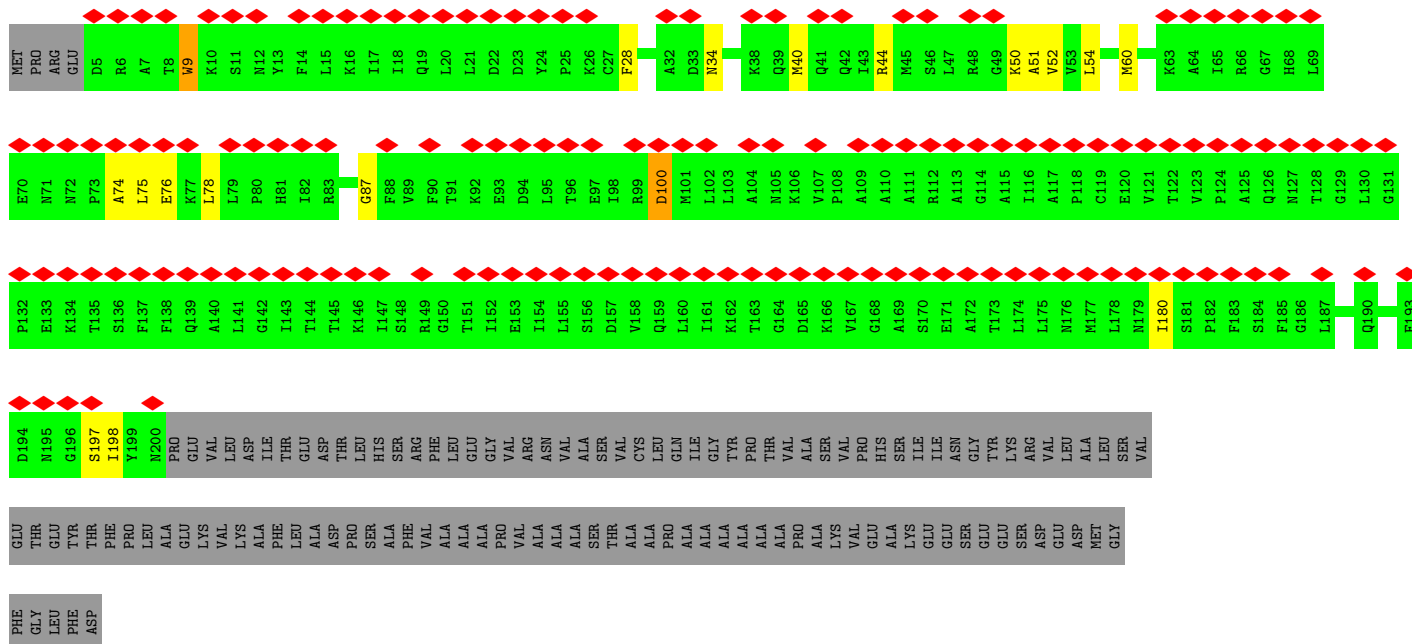 MET PRO ARG GLU D5 R6 A7 T8 W9 K10 S11 N12 Y13 F14 L15 K16 I17 I18 Q19 L20 L21 D22 D23 Y24 P25 K26 C27 F28 A32 D33 N34 K38 Q39 M40 Q41 Q42 I43 R44 M45 S46 L47 R48 G49 K50 A51 V52 V53 L54 M60 K63 A64 I65 R66 G67 H68 L69
E70 N71 N72 P73 A74 L75 E76 K77 L78 L79 P80 H81 I82 R83 G87 F88 V89 F90 T91 K92 E93 D94 L95 T96 E97 I98 R99 D100 M101 L102 L103 A104 N105 K106 V107 P108 A109 A110 A111 R112 A113 G114 A115 I116 A117 P118 C119 E120 V121 T122 V123 P124 A125 Q126 N127 T128 G129 L130 G131
P132 E133 K134 T135 S136 F137 F138 Q139 A140 L141 G142 I143 T144 T145 K146 I147 S148 R149 G150 T151 I152 E153 I154 L155 S156 D157 V158 Q159 L160 I161 K162 T163 G164 D165 K166 V167 G168 A169 S170 E171 A172 T173 L174 L175 N176 M177 L178 N179 I180 S181 P182 F183 S184 F185 G186 L187 Q190 F193
D194 N195 G196 S197 I198 Y199 N200 PRO GLU VAL LEU ASP ILE THR GLU ASP THR LEU HIS SER ARG PHE LEU GLU GLY VAL ARG ASN VAL ALA SER VAL CYS LEU GLN ILE GLY TYR PRO THR VAL ALA SER VAL PRO HIS SER ILE ILE ASN GLY TYR LYS ARG VAL LEU ALA LEU SER VAL
GLU THR GLU TYR THR PHE PRO LEU ALA GLU LYS VAL LYS ALA PHE LEU ALA ASP PRO SER ALA PHE VAL ALA ALA ALA PRO VAL ALA ALA ALA SER THR ALA ALA PRO ALA ALA ALA ALA ALA ALA PRO ALA LYS VAL GLU ALA LYS GLU GLU SER GLU GLU SER ASP GLU ASP MET GLY
PHE GLY LEU PHE ASP